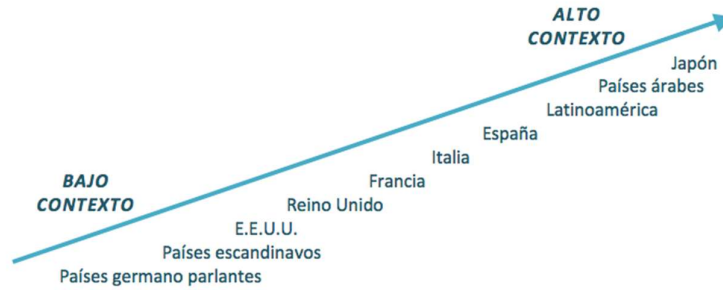 ALTO
CONTEXTO
Japón
Países árabes
Latinoamérica
España
Italia
BAJO
CONTEXTO
Francia
Reino Unido
E.E.U.U.
Países escandinavos
Países germano parlantes